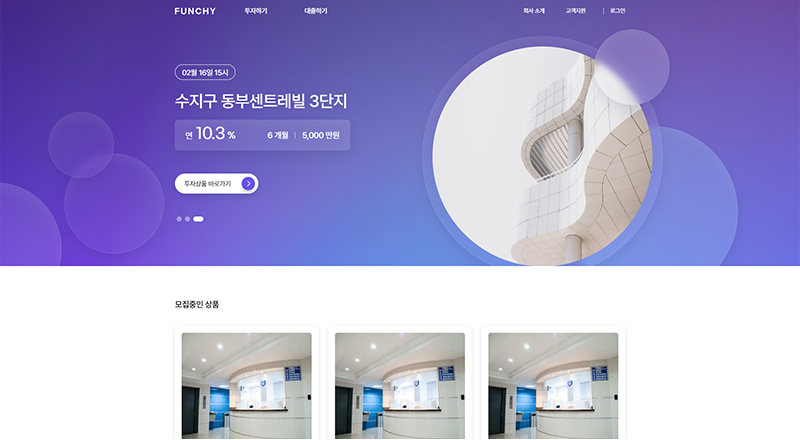 FUNCHY 투자하기 대출하기 회사 소개 고객지원 로그인
02월 16일 15시
수지구 동부센트레빌 3단지
연 10.3 % 6 개월 5,000 만원
투자상품 바로가기
모집중인 상품